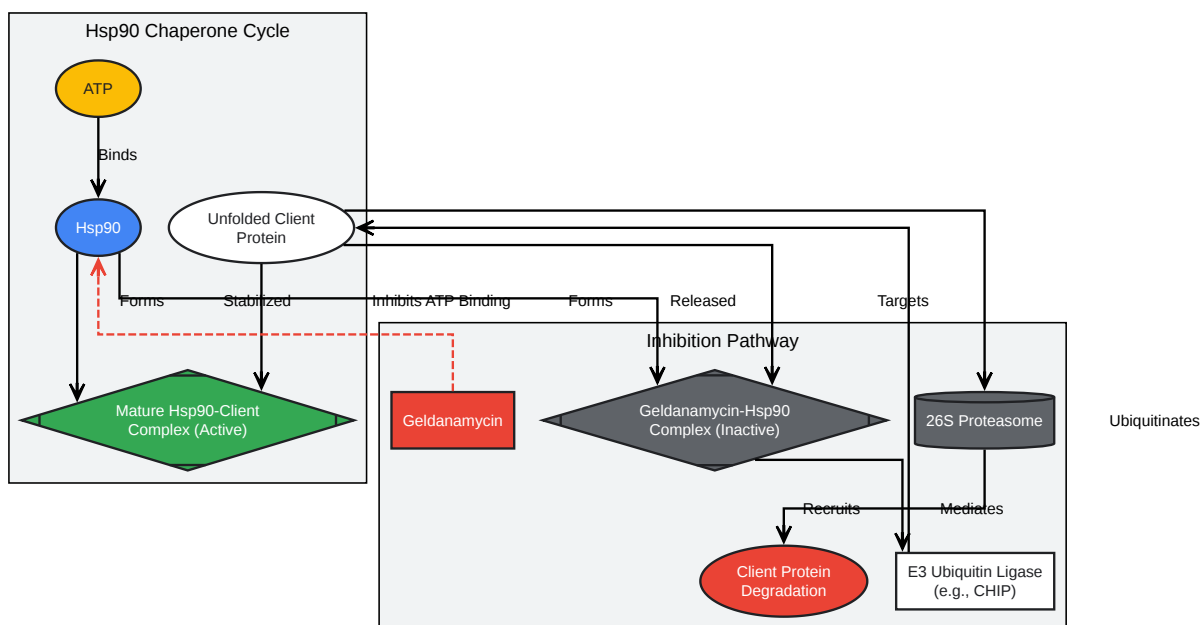 Hsp90 Chaperone Cycle
ATP
Binds
Hsp90
Unfolded Client
Protein
Forms
Stabilized
Inhibits ATP Binding
Forms
Released
Targets
Inhibition Pathway
Mature Hsp90-Client
Complex (Active)
Geldanamycin
Geldanamycin-Hsp90
Complex (Inactive)
26S Proteasome
Ubiquitinates
Recruits
Mediates
Client Protein
Degradation
E3 Ubiquitin Ligase
(e.g., CHIP)